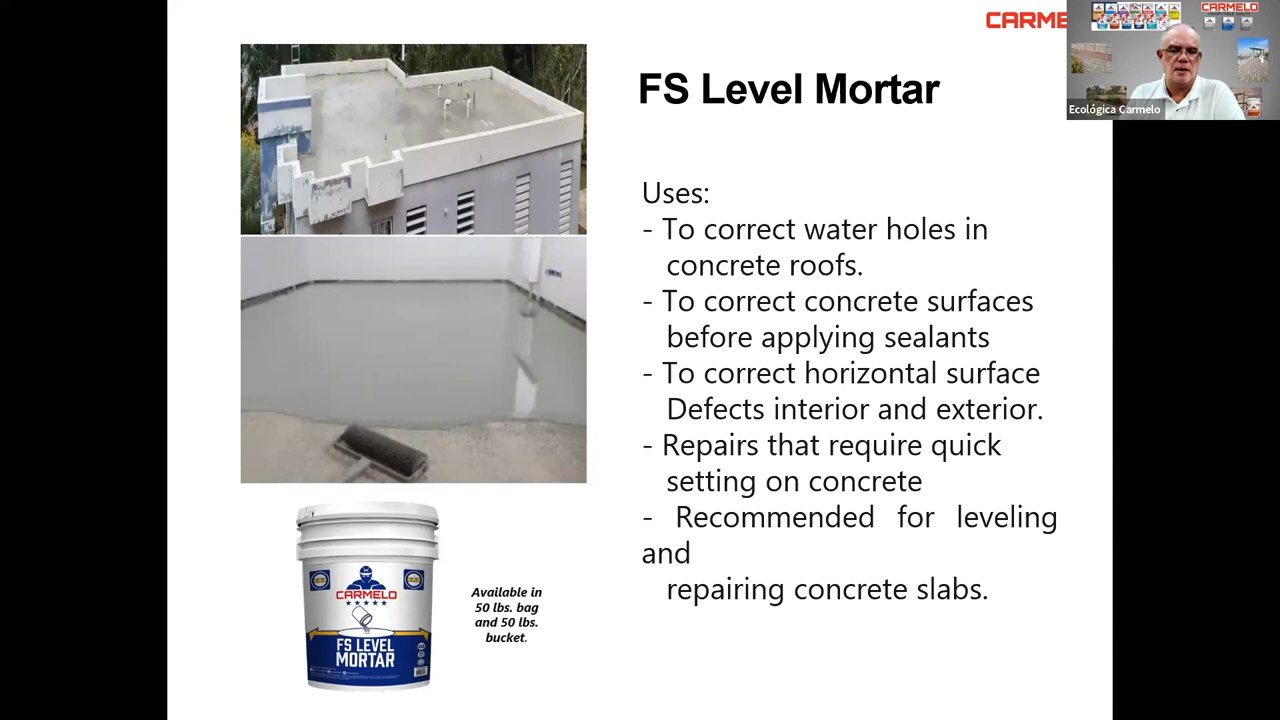 CARME
CARMELO
Ecológica Carmelo
FS Level Mortar
Uses:
- To correct water holes in
concrete roofs.
- To correct concrete surfaces
before applying sealants
- To correct horizontal surface
Defects interior and exterior.
- Repairs that require quick
setting on concrete
- Recommended for leveling
and
repairing concrete slabs.
Available in
50 lbs. bag
and 50 lbs.
bucket.
CARMELO
FS LEVEL
MORTAR